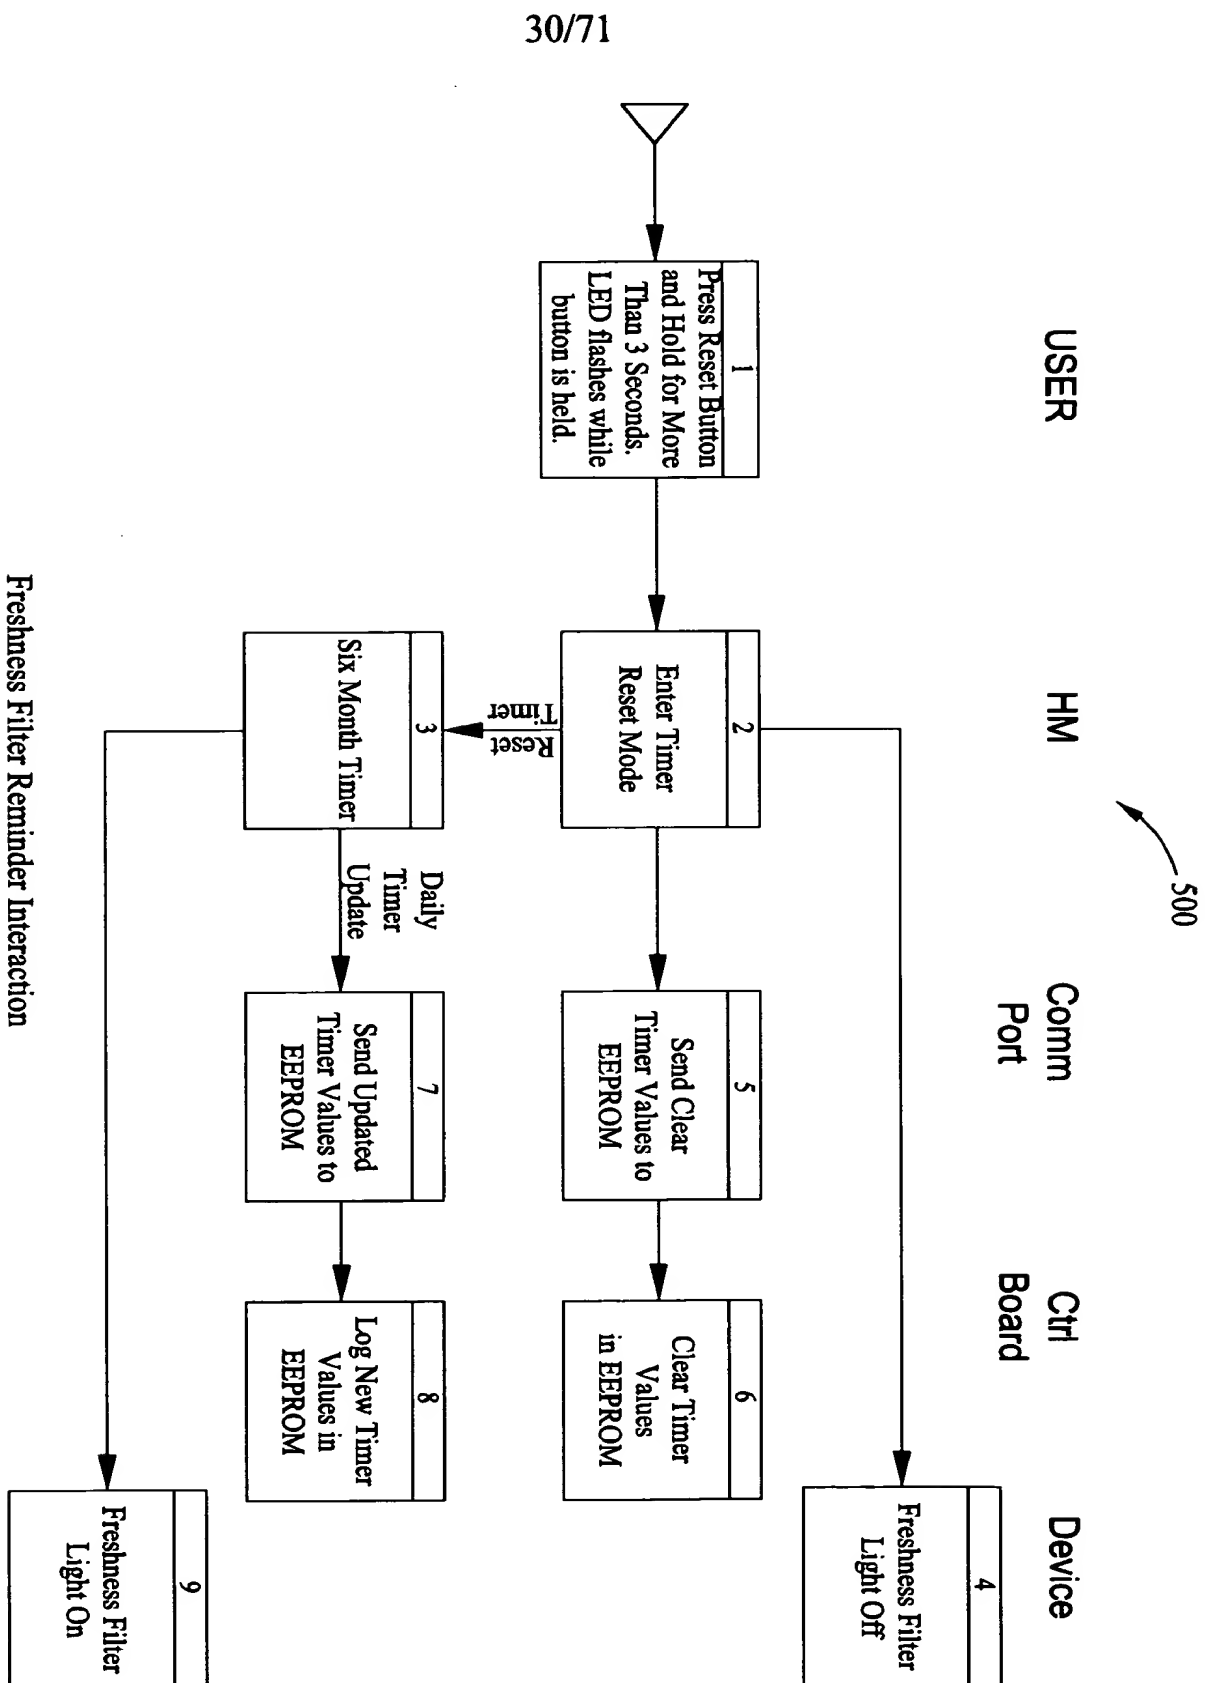 30/71
500
USER
HM
Comm
Port
Ctrl
Board
Device
1
Press Reset Button
and Hold for More
Than 3 Seconds.
LED flashes while
button is held.
2
Enter Timer
Reset Mode
Reset
Timer
3
Six Month Timer
Daily
Timer
Update
4
Freshness Filter
Light Off
5
Send Clear
Timer Values to
EEPROM
6
Clear Timer
Values
in EEPROM
7
Send Updated
Timer Values to
EEPROM
8
Log New Timer
Values in
EEPROM
9
Freshness Filter
Light On
Freshness Filter Reminder Interaction